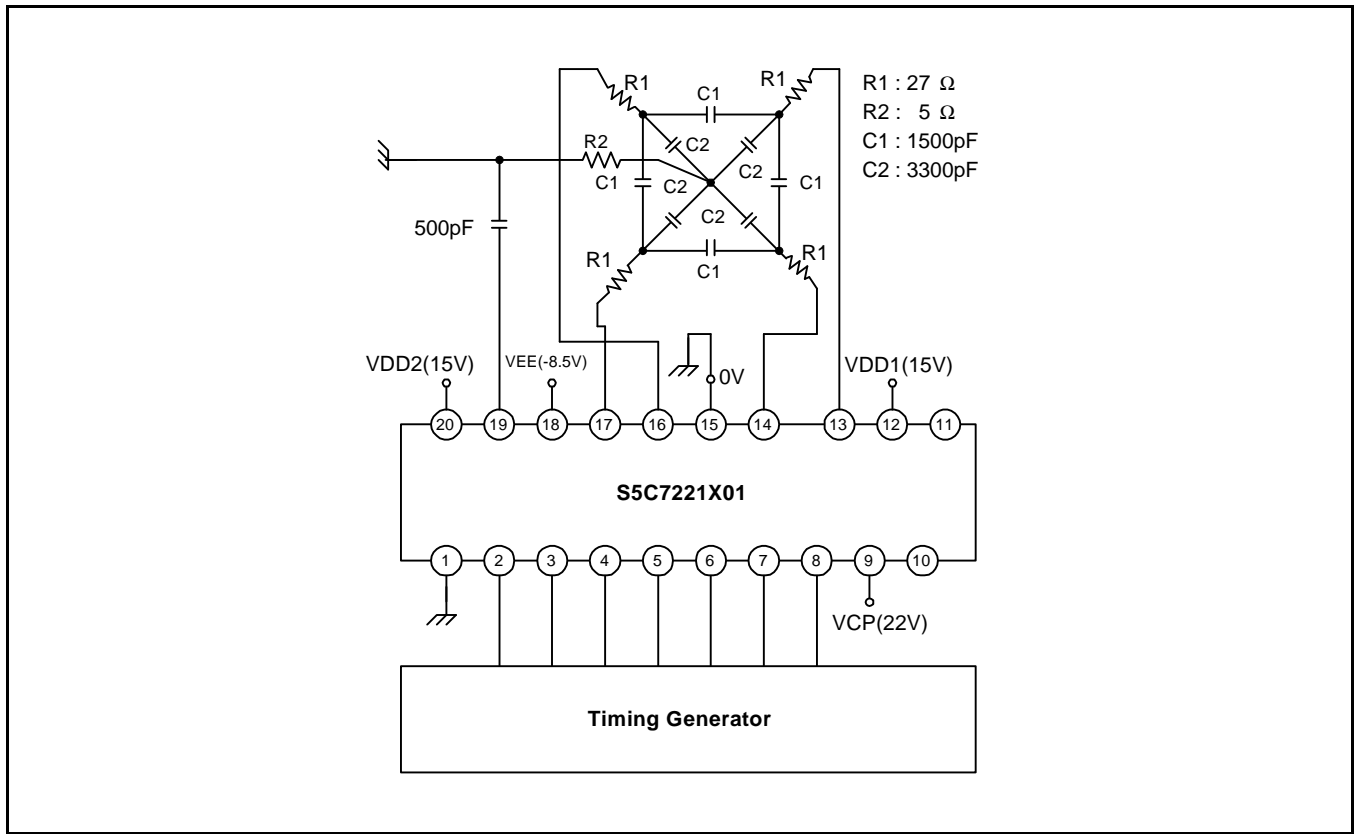 R1
C1
R1
R1 : 27 Ω
R2 : 5 Ω
C1 : 1500pF
C2 : 3300pF
R2
C2
C2
C1
C2
C1
C2
500pF
R1
C1
R1
VDD2(15V)
VEE(-8.5V)
0V
VDD1(15V)
20 19 18 17 16 15 14 13 12 11
S5C7221X01
1 2 3 4 5 6 7 8 9 10
VCP(22V)
Timing Generator